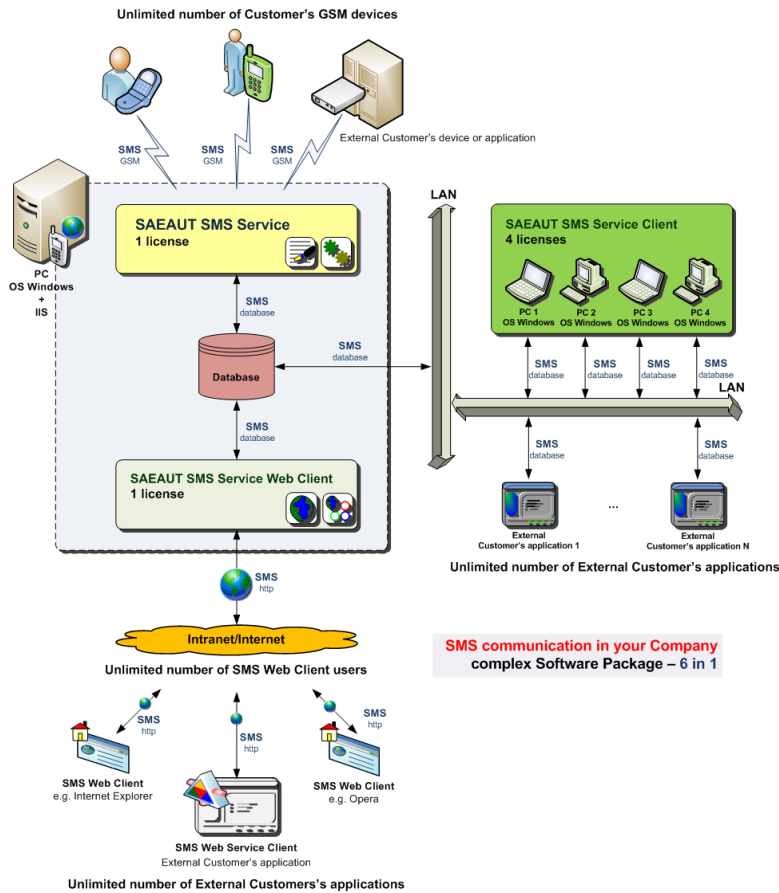 Unlimited number of Customer's GSM devices
External Customer's device or application
SMS
GSM
SMS
GSM
SMS
GSM
PC
OS Windows
+
IIS
SAEAUT SMS Service
1 license
SMS
database
Database
SMS
database
SMS
database
SAEAUT SMS Service Web Client
1 license
LAN
SAEAUT SMS Service Client
4 licenses
PC 1
OS Windows
PC 2
OS Windows
PC 3
OS Windows
PC 4
OS Windows
SMS
database
SMS
database
SMS
database
SMS
database
LAN
SMS
database
SMS
database
External
Customer's application 1
...
External
Customer's application N
Unlimited number of External Customer's applications
SMS
http
Intranet/Internet
Unlimited number of SMS Web Client users
SMS communication in your Company
complex Software Package – 6 in 1
SMS
http
SMS
http
SMS
http
SMS Web Client
e.g. Internet Explorer
SMS Web Client
e.g. Opera
SMS Web Service Client
External Customer's application
Unlimited number of External Customers's applications